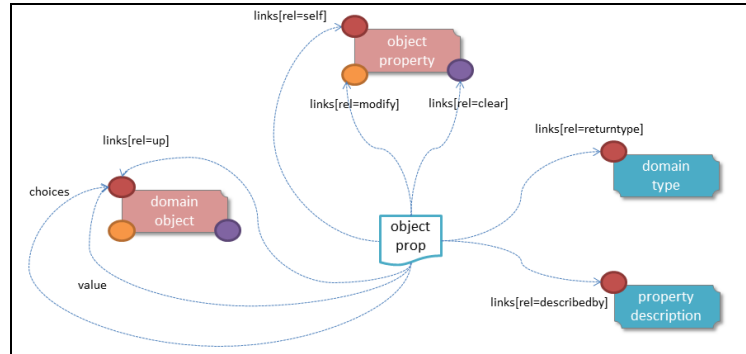 links[rel=self]
object
property
links[rel=modify]
links[rel=clear]
links[rel=up]
links[rel=returntype]
domain
type
choices
domain
object
object
prop
value
links[rel=describedby]
property
description